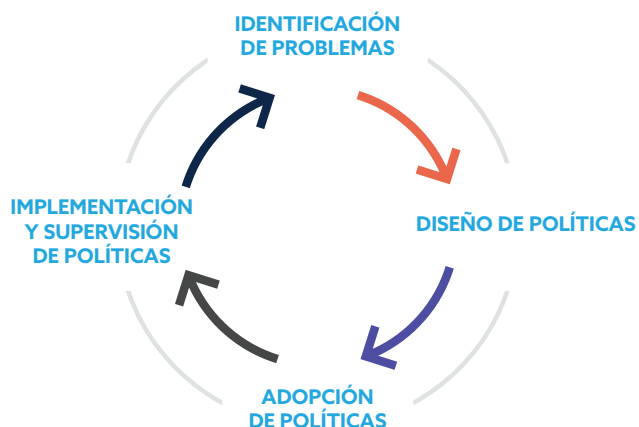 IDENTIFICACIÓN
DE PROBLEMAS
DISEÑO DE POLÍTICAS
ADOPCIÓN
DE POLÍTICAS
IMPLEMENTACIÓN
Y SUPERVISIÓN
DE POLÍTICAS